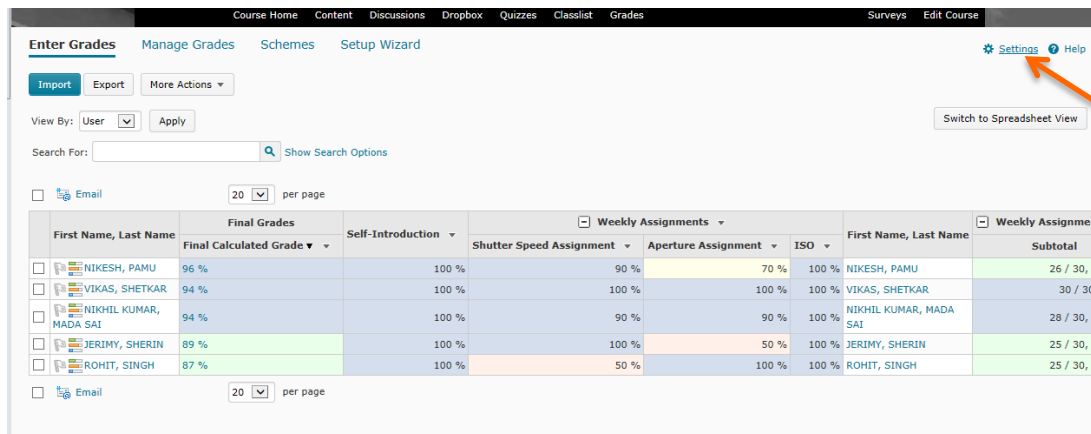 Course Home Content Discussions Dropbox Quizzes Classlist Grades Surveys Edit Course
Enter Grades Manage Grades Schemes Setup Wizard Settings Help
Import Export More Actions
View By: User Apply Switch to Spreadsheet View
Search For: Show Search Options
Email 20 per page
First Name, Last Name Final Grades Self-Introduction Weekly Assignments First Name, Last Name Weekly Assignme
Final Calculated Grade Shutter Speed Assignment Aperture Assignment ISO Subtotal
NIKESH, PAMU 96 % 100 % 90 % 70 % 100 % NIKESH, PAMU 26 / 30,
VIKAS, SHETKAR 94 % 100 % 100 % 100 % 100 % VIKAS, SHETKAR 30 / 30
NIKHIL KUMAR, MADA SAI 94 % 100 % 90 % 90 % 100 % NIKHIL KUMAR, MADA SAI 28 / 30,
JERIMY, SHERIN 89 % 100 % 100 % 50 % 100 % JERIMY, SHERIN 25 / 30,
ROHIT, SINGH 87 % 100 % 50 % 100 % 100 % ROHIT, SINGH 25 / 30,
Email 20 per page